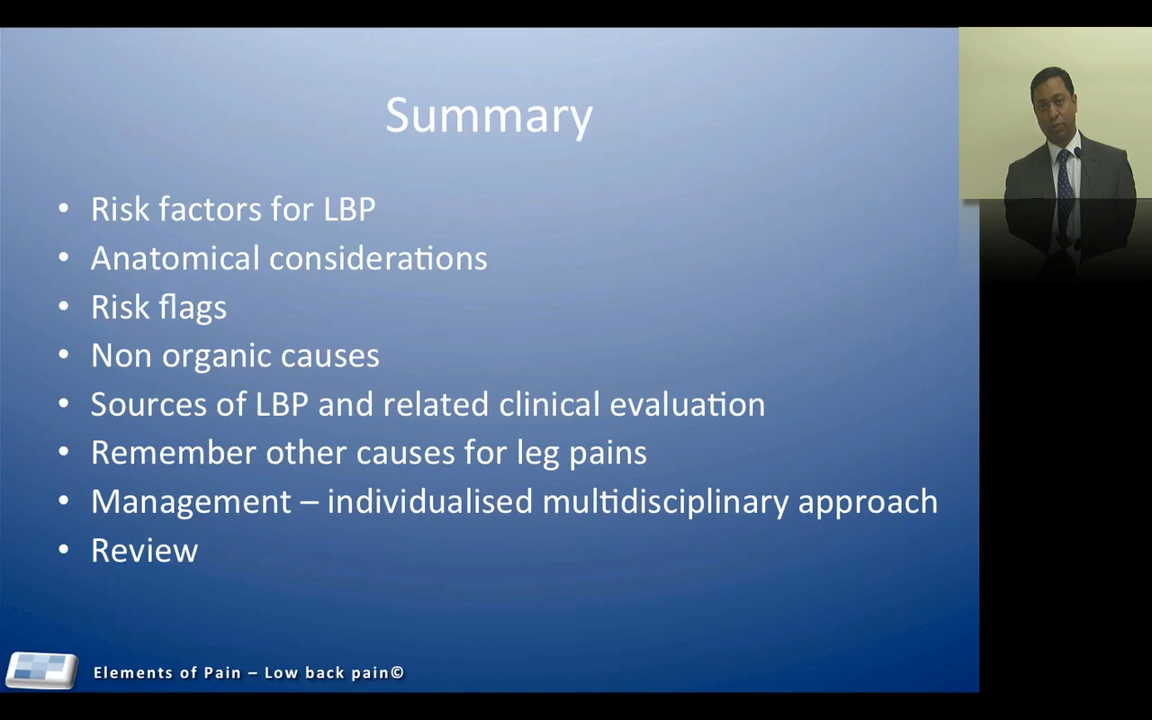 Summary
• Risk factors for LBP
• Anatomical considerations
• Risk flags
• Non organic causes
• Sources of LBP and related clinical evaluation
• Remember other causes for leg pains
• Management – individualised multidisciplinary approach
• Review
Elements of Pain – Low back pain©